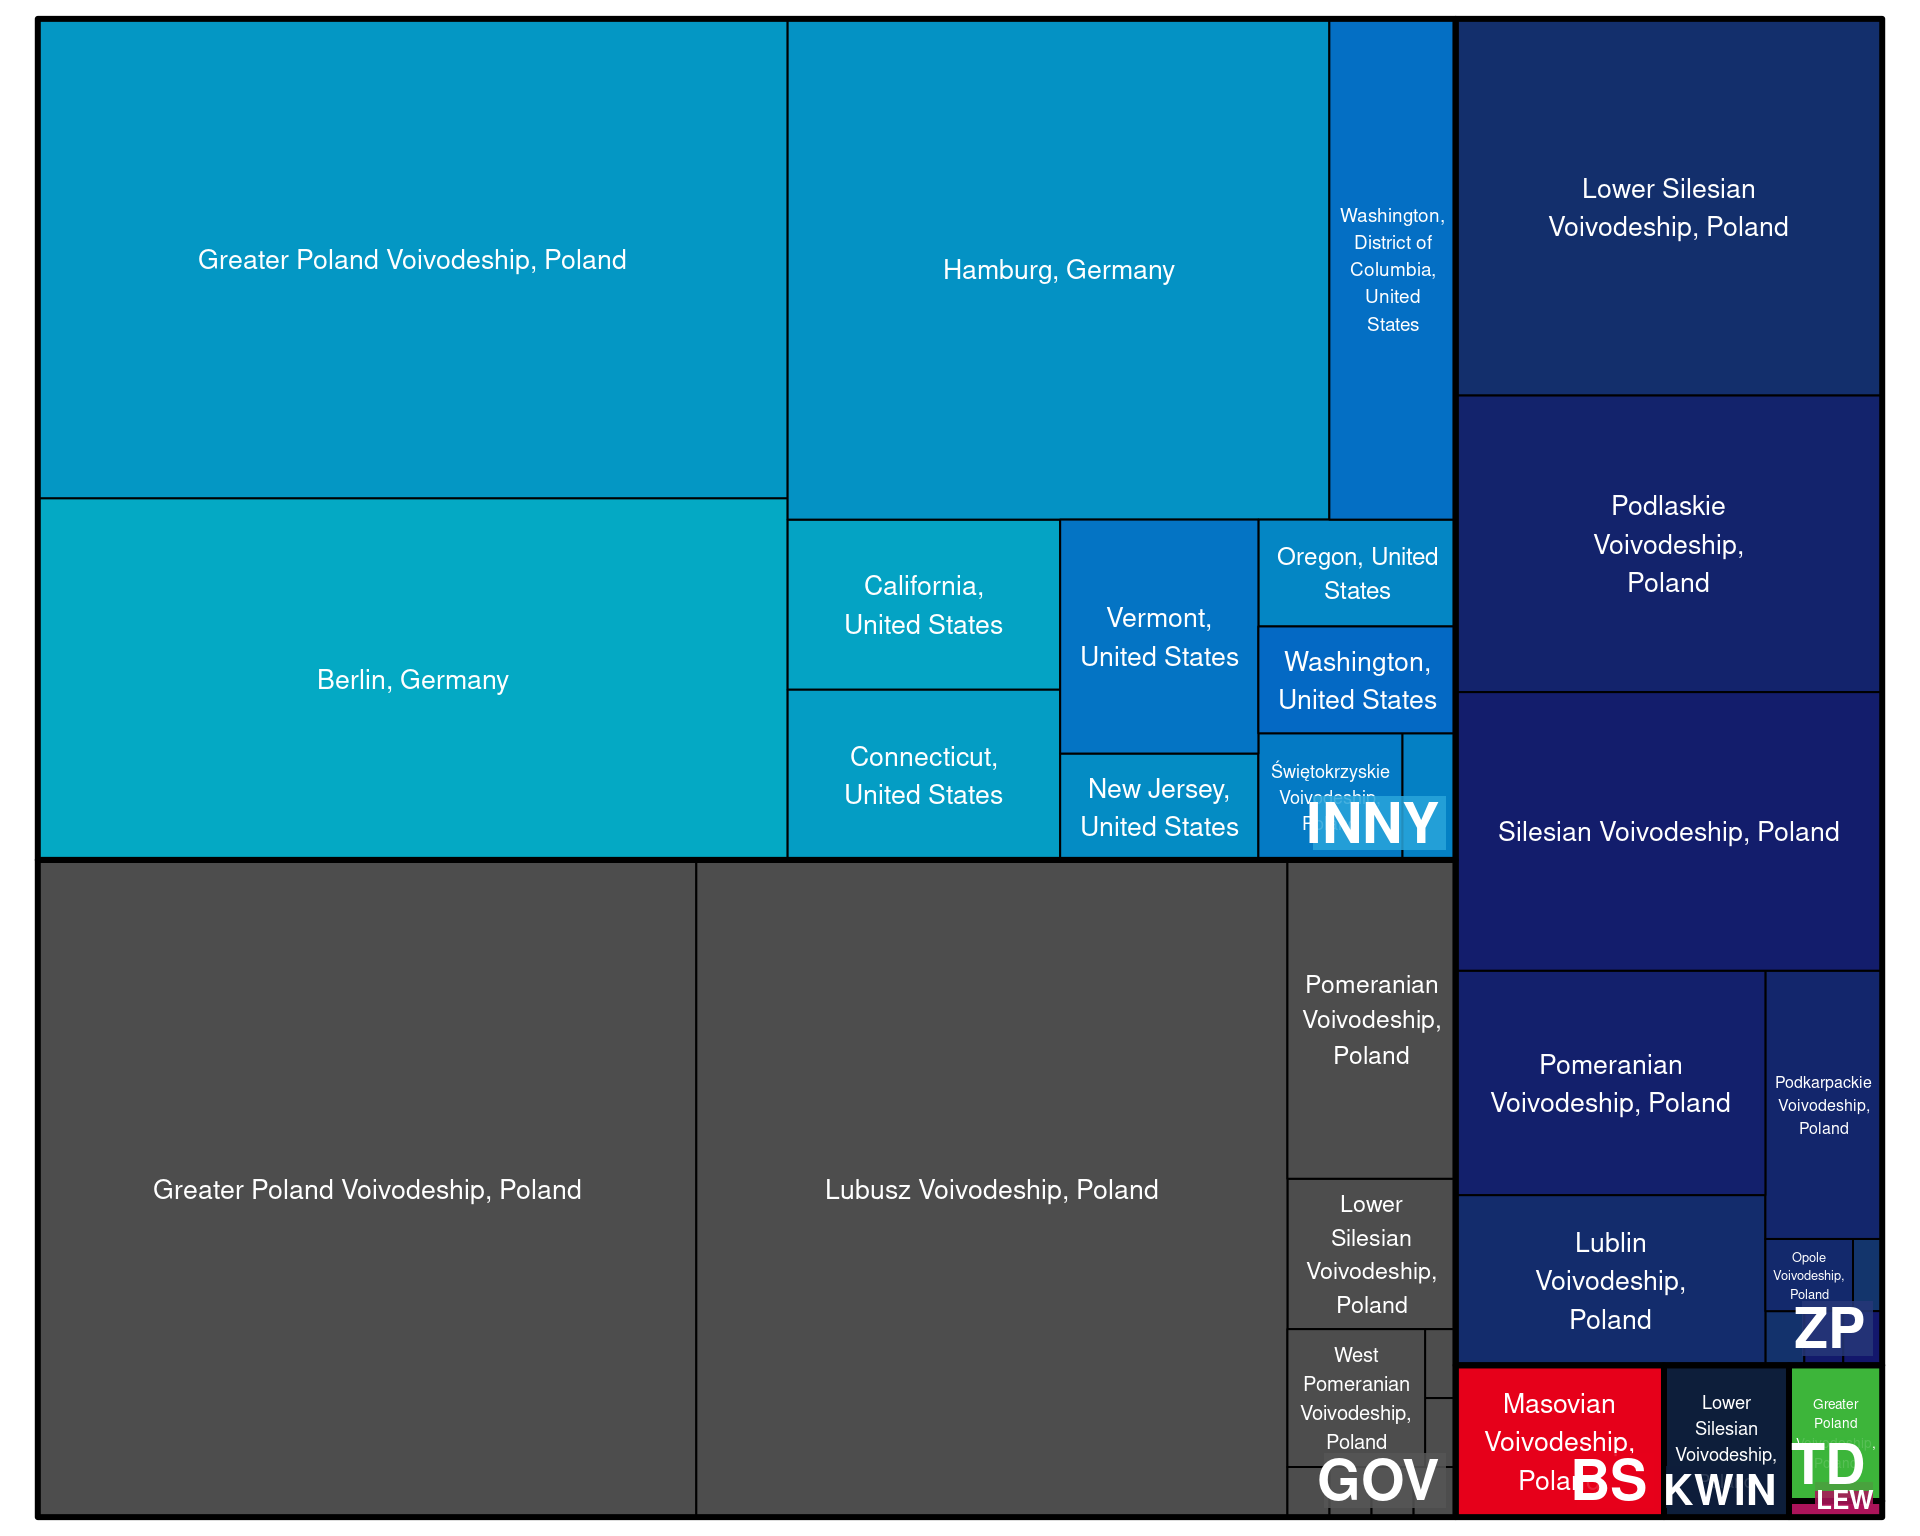 Greater Poland Voivodeship, Poland
Hamburg, Germany
Washington,
District of
Columbia,
United
States
Berlin, Germany
California,
United States
Connecticut,
United States
Vermont,
United States
New Jersey,
United States
Oregon, United
States
Washington,
United States
Świętokrzyskie
Voivodeship,
INNY
Greater Poland Voivodeship, Poland
Lubusz Voivodeship, Poland
Pomeranian
Voivodeship,
Poland
Lower
Silesian
Voivodeship,
Poland
West
Pomeranian
Voivodeship,
Poland
GOV
Lower Silesian
Voivodeship, Poland
Podlaskie
Voivodeship,
Poland
Silesian Voivodeship, Poland
Pomeranian
Voivodeship, Poland
Podkarpackie
Voivodeship,
Poland
Lublin
Voivodeship,
Poland
Opole
Voivodeship,
Poland
ZP
Masovian
Voivodeship,
Poland
BS
Lower
Silesian
Voivodeship,
KWIN
Greater
Poland
TD
LEW